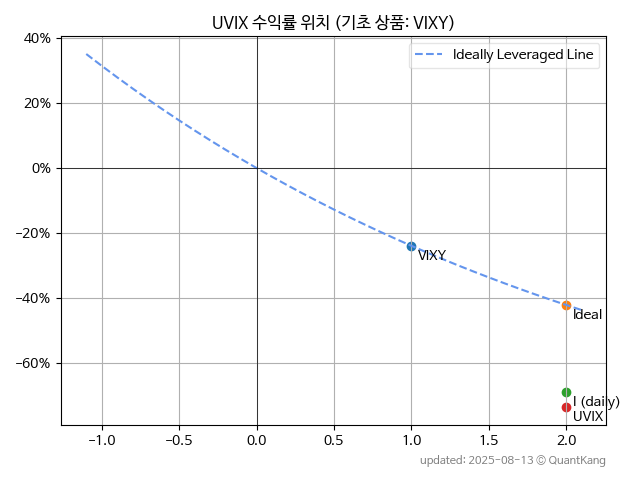 UVIX 수익률 위치 (기초 상품: VIXY)
Ideally Leveraged Line
40%
20%
0%
−20%
−40%
−60%
VIXY
Ideal
I (daily)
UVIX
−1.0
−0.5
0.0
0.5
1.0
1.5
2.0
updated: 2025-08-13 © QuantKang